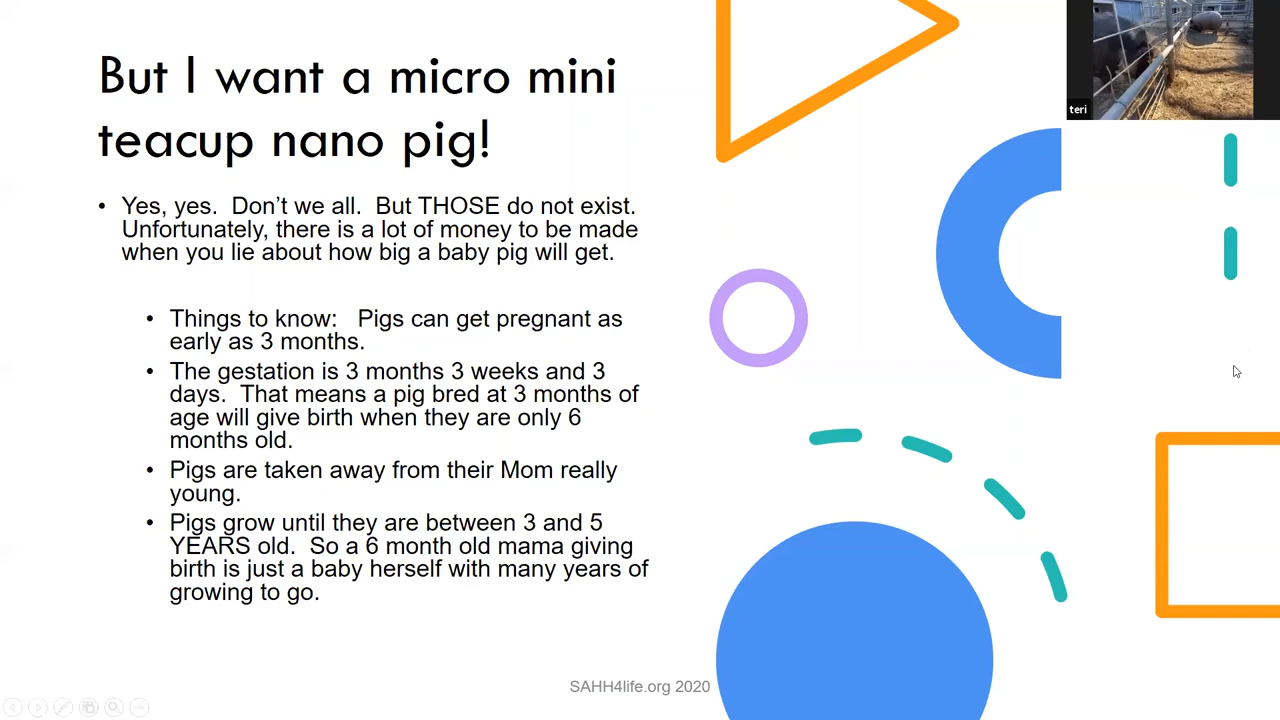 But I want a micro mini
teacup nano pig!
• Yes, yes.  Don't we all.  But THOSE do not exist.
Unfortunately, there is a lot of money to be made
when you lie about how big a baby pig will get.
• Things to know:   Pigs can get pregnant as
early as 3 months.
• The gestation is 3 months 3 weeks and 3
days.  That means a pig bred at 3 months of
age will give birth when they are only 6
months old.
• Pigs are taken away from their Mom really
young.
• Pigs grow until they are between 3 and 5
YEARS old.  So a 6 month old mama giving
birth is just a baby herself with many years of
growing to go.
SAHH4life.org 2020
teri